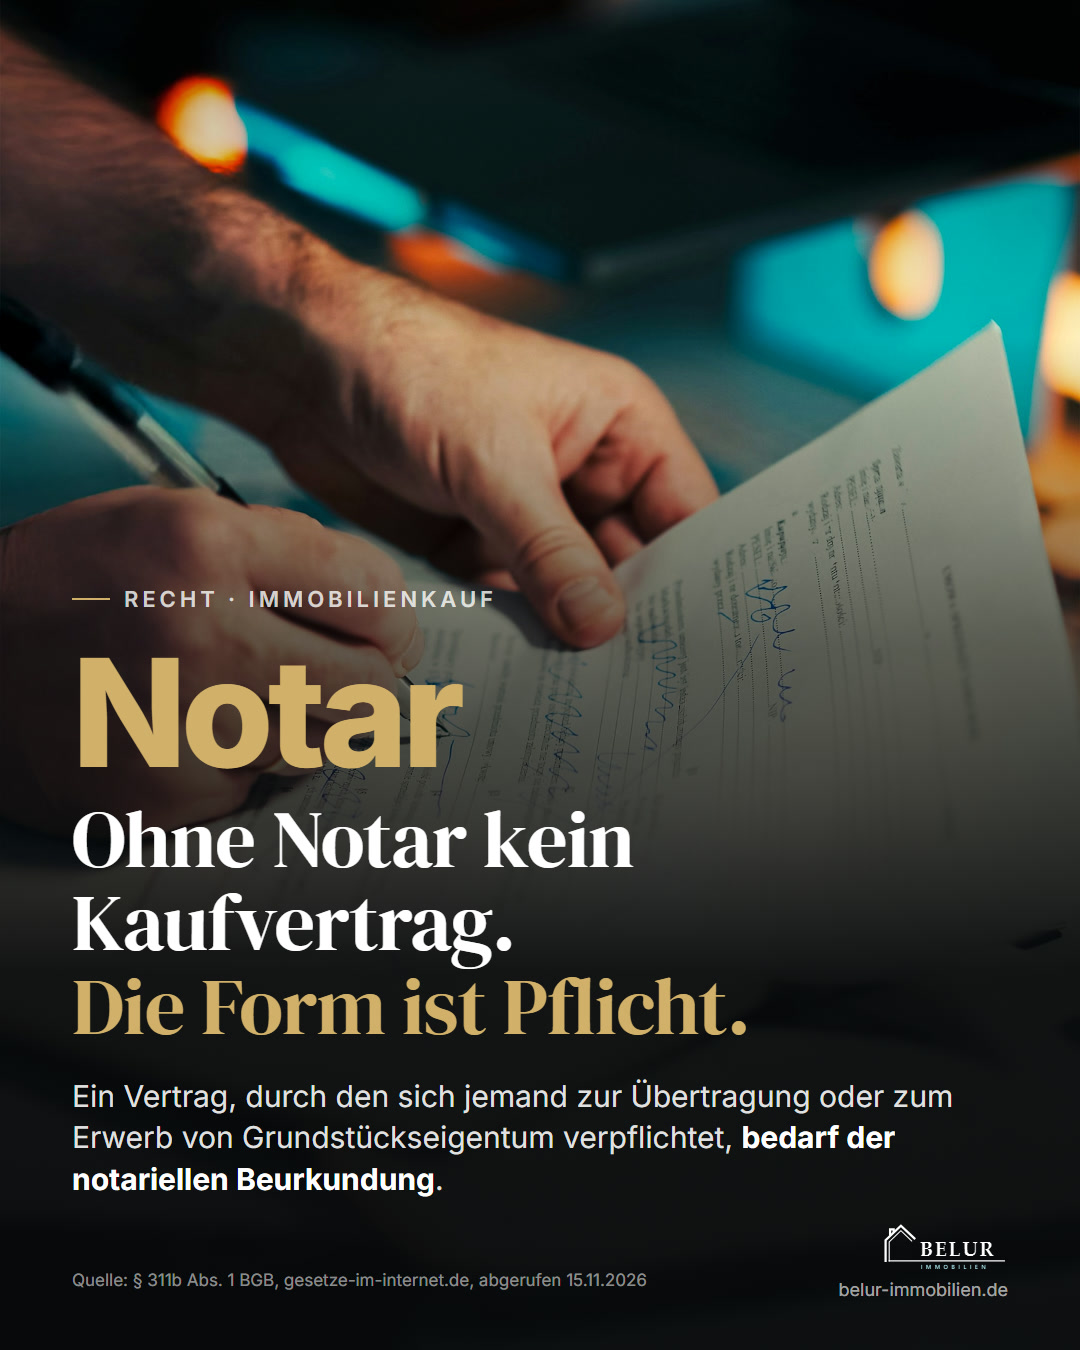 RECHT · IMMOBILIENKAUF
Notar
Ohne Notar kein
Kaufvertrag.
Die Form ist Pflicht.
Ein Vertrag, durch den sich jemand zur Übertragung oder zum
Erwerb von Grundstückseigentum verpflichtet, bedarf der
notariellen Beurkundung.
BELUR
IMMOBILIEN
Quelle: § 311b Abs. 1 BGB, gesetze-im-internet.de, abgerufen 15.11.2026
belur-immobilien.de